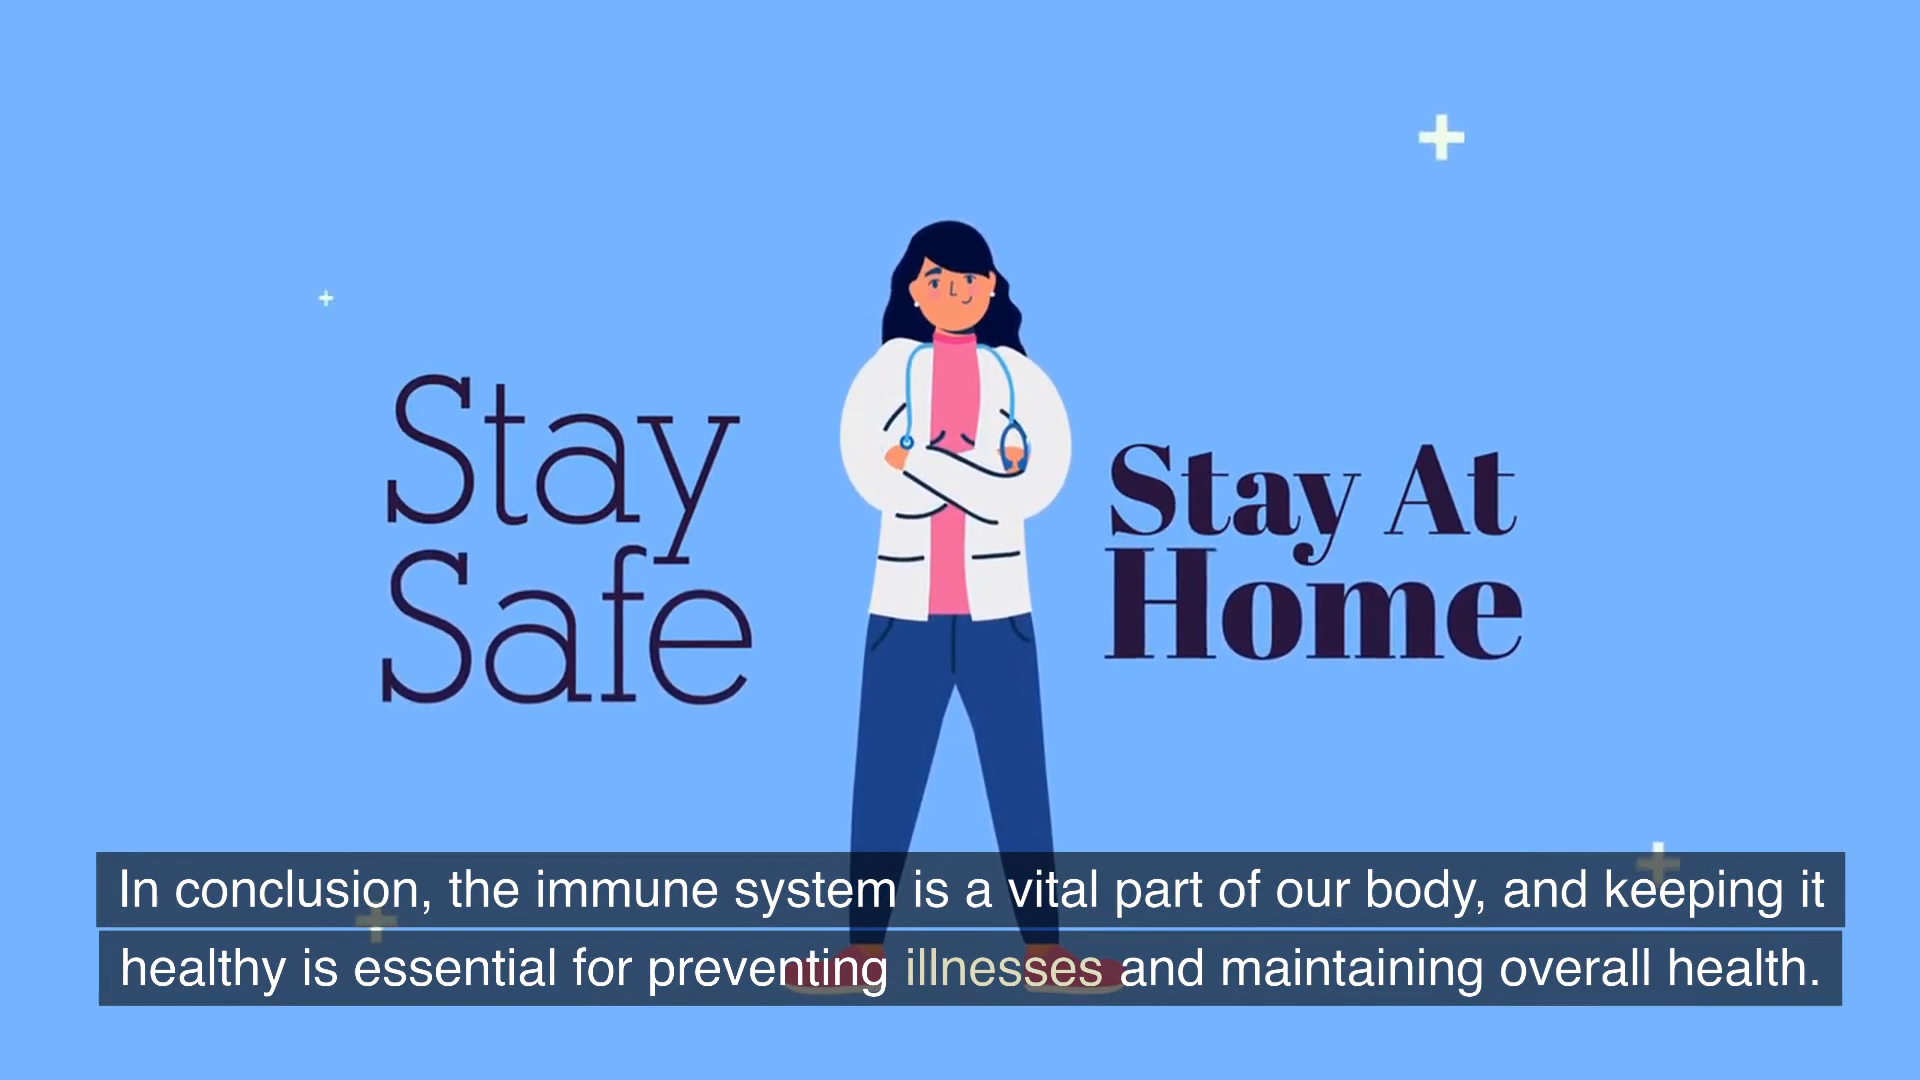 Stay
Safe
Stay At
Home
In conclusion, the immune system is a vital part of our body, and keeping it
healthy is essential for preventing illnesses and maintaining overall health.